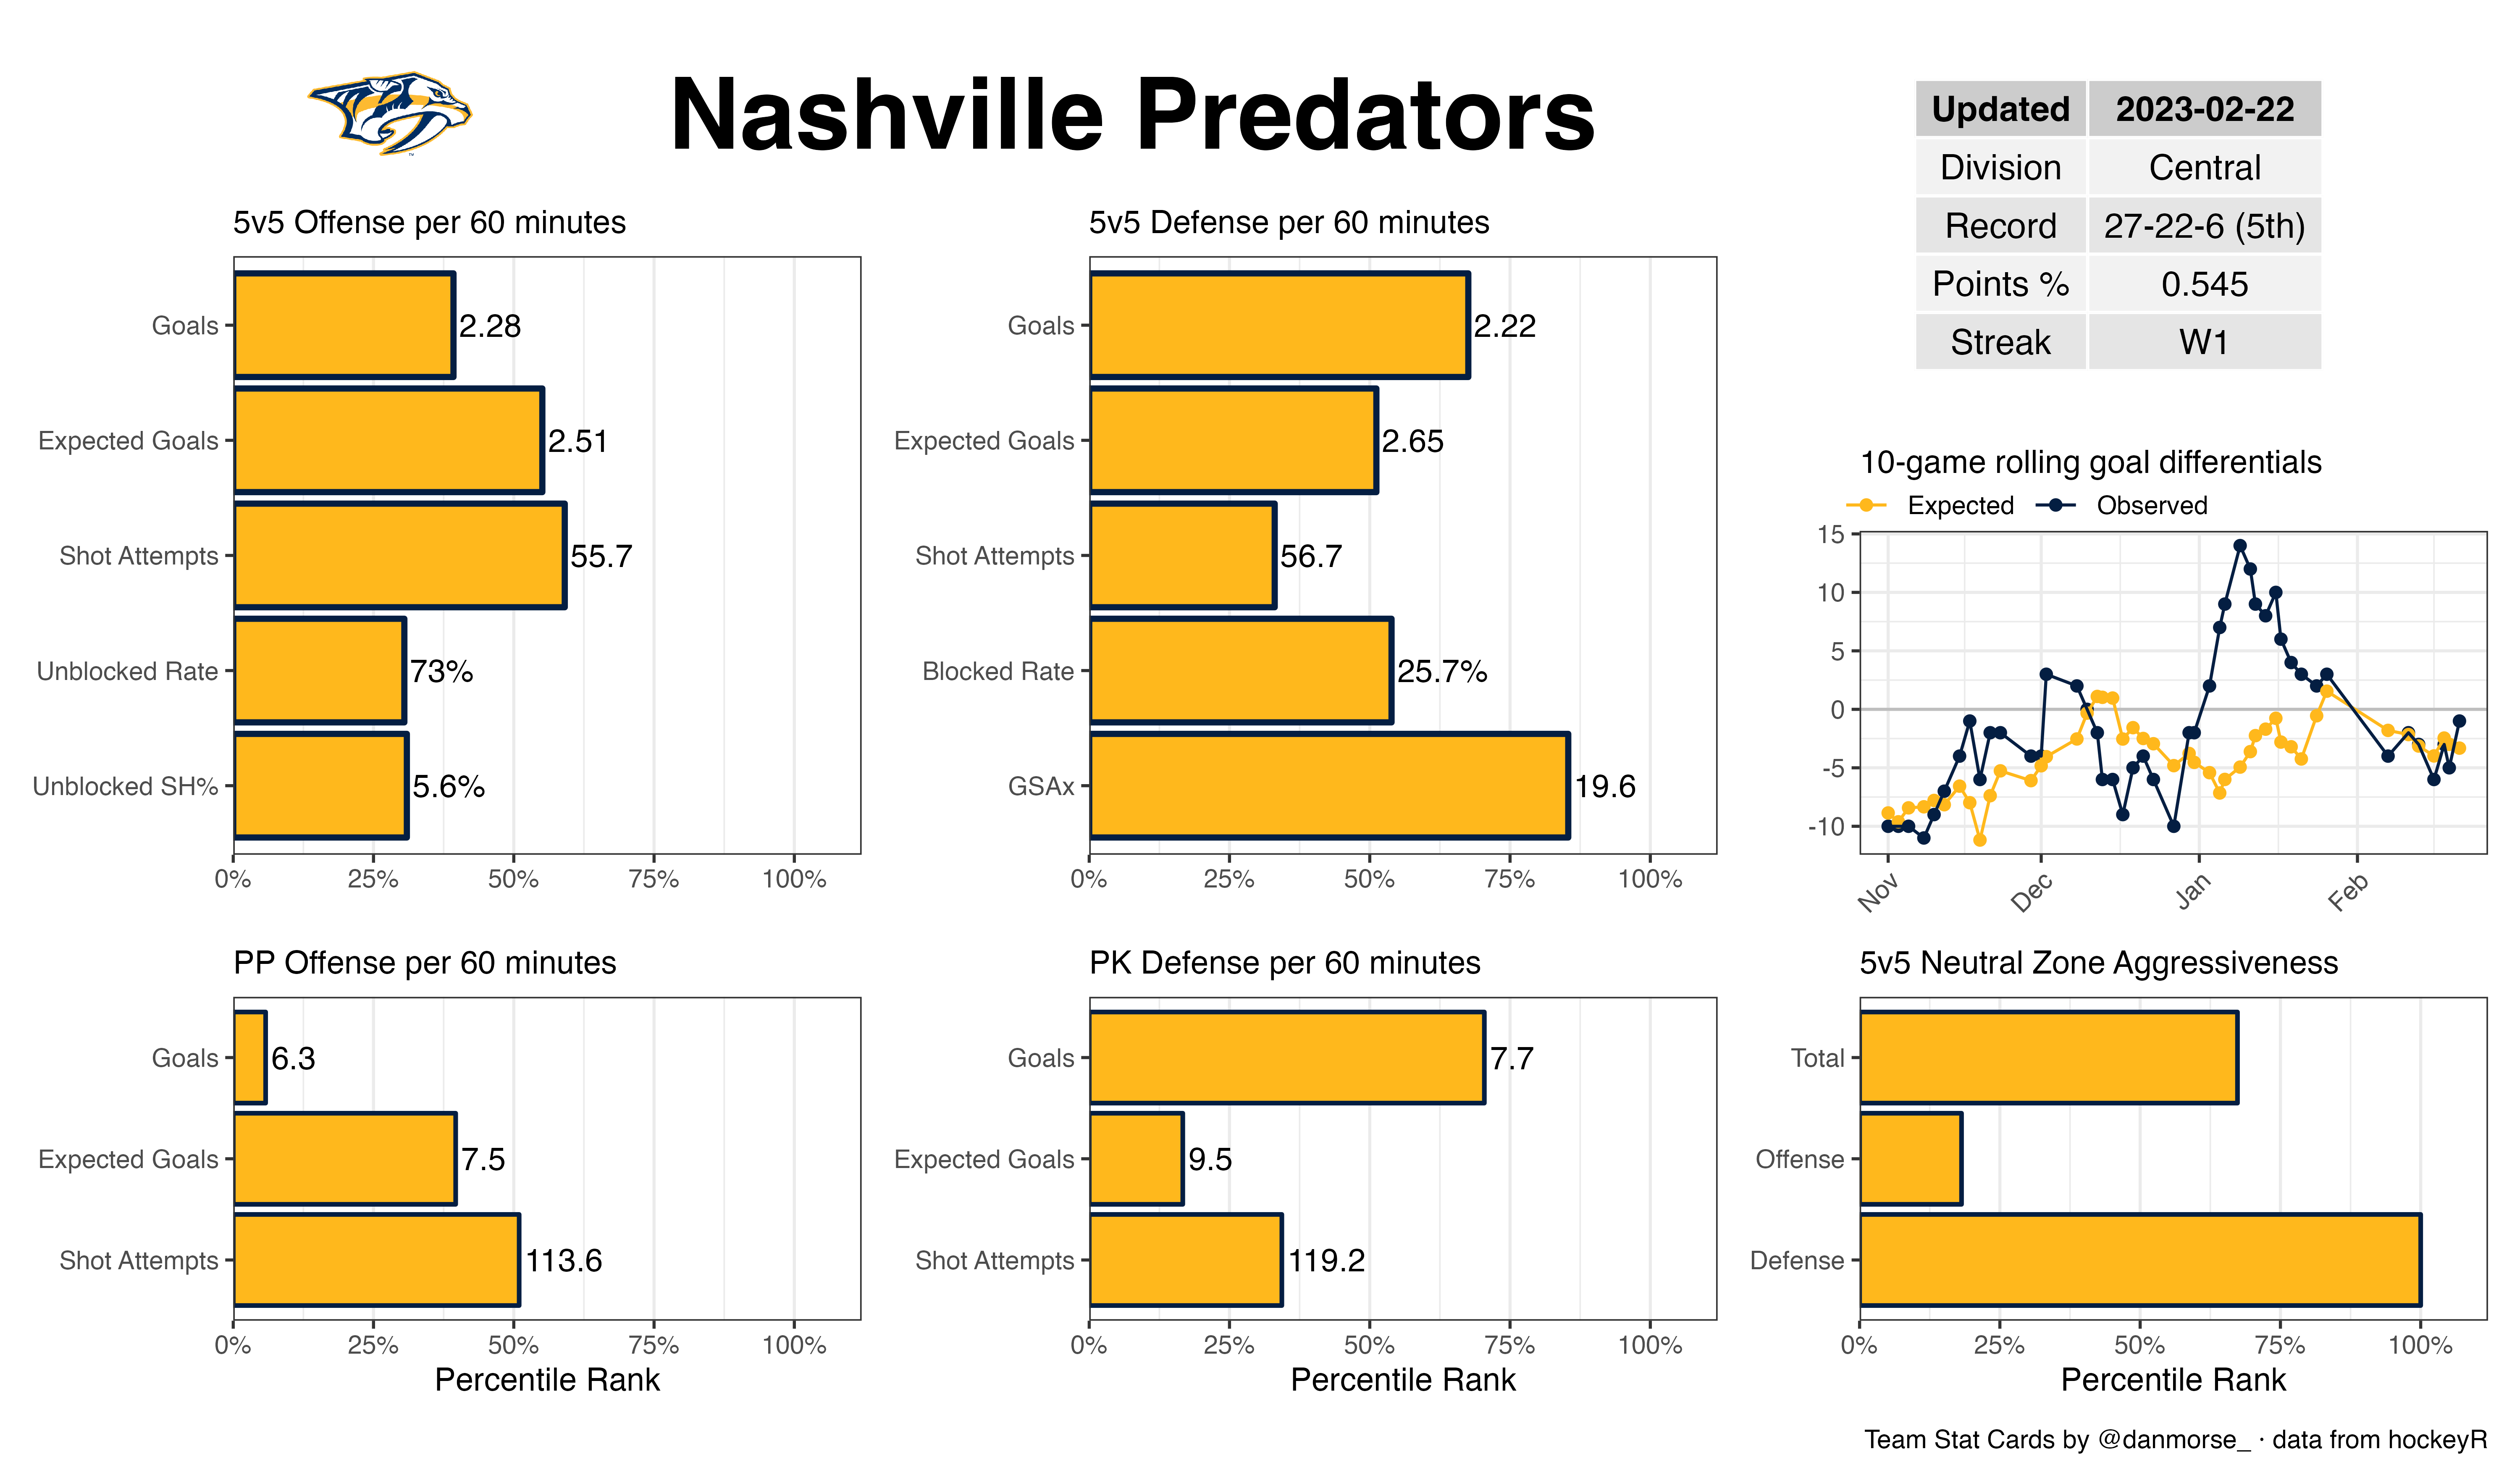 Nashville Predators
Updated 2023-02-22
Division Central
Record 27-22-6 (5th)
Points % 0.545
Streak W1
5v5 Offense per 60 minutes
Goals 2.28
Expected Goals 2.51
Shot Attempts 55.7
Unblocked Rate 73%
Unblocked SH% 5.6%
0% 25% 50% 75% 100%
5v5 Defense per 60 minutes
Goals 2.22
Expected Goals 2.65
Shot Attempts 56.7
Blocked Rate 25.7%
GSAx 19.6
0% 25% 50% 75% 100%
10-game rolling goal differentials
Expected Observed
15
10
5
0
-5
-10
Nov Dec Jan Feb
PP Offense per 60 minutes
Goals 6.3
Expected Goals 7.5
Shot Attempts 113.6
0% 25% 50% 75% 100%
Percentile Rank
PK Defense per 60 minutes
Goals 7.7
Expected Goals 9.5
Shot Attempts 119.2
0% 25% 50% 75% 100%
Percentile Rank
5v5 Neutral Zone Aggressiveness
Total
Offense
Defense
0% 25% 50% 75% 100%
Percentile Rank
Team Stat Cards by @danmorse_ · data from hockeyR